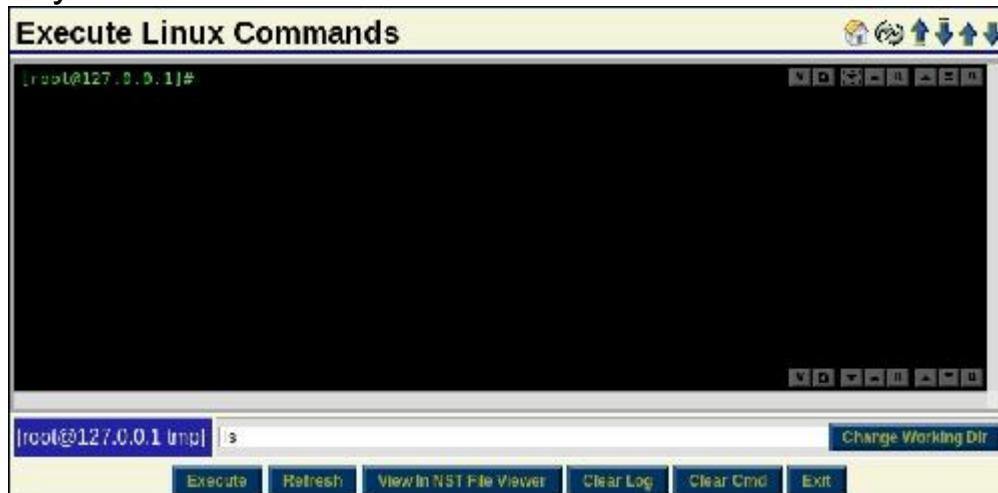 Execute Linux Commands
[root@127.0.0.1]#
[root@127.0.0.1 tmp] ls Change Working Dir
Execute Refresh View In NST File Viewer Clear Log Clear Cmd Exit